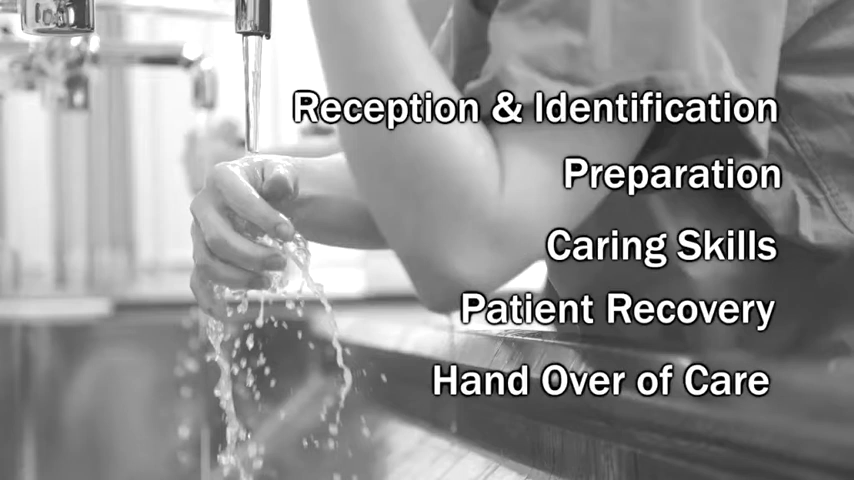 Reception & Identification
Preparation
Caring Skills
Patient Recovery
Hand Over of Care